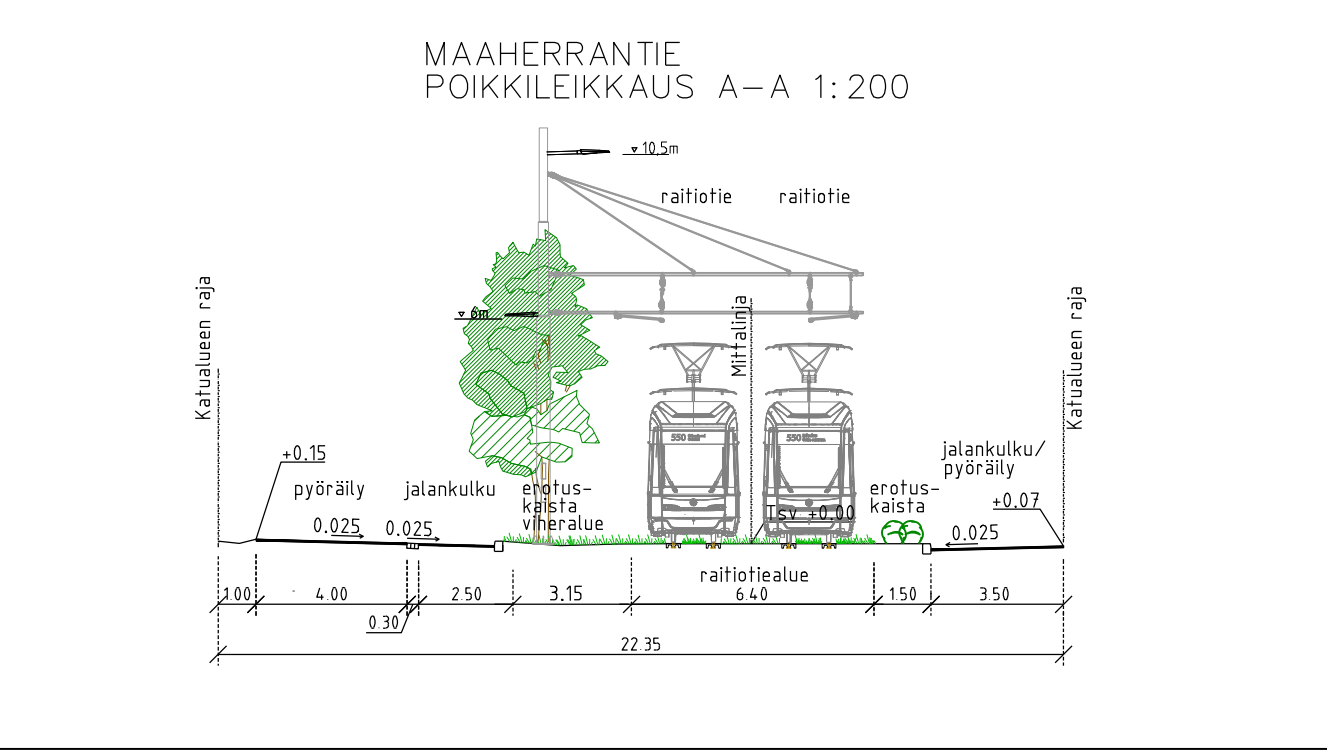 MAAHERRANTIE
POIKKILEIKKAUS A–A 1:200
10,5m
raitiotie raitiotie
Katualueen raja
Mittalinja
Katualueen raja
6m
550 550
+0.15
pyöräily
jalankulku
erotus-
kaista
viheralue
erotus-
kaista
jalankulku/
pyöräily
+0.07
0.025
0.025
Tsv +0,00
0.025
raitiotiealue
1.00 4.00 2.50 3.15 6.40 1.50 3.50
0.30
22.35